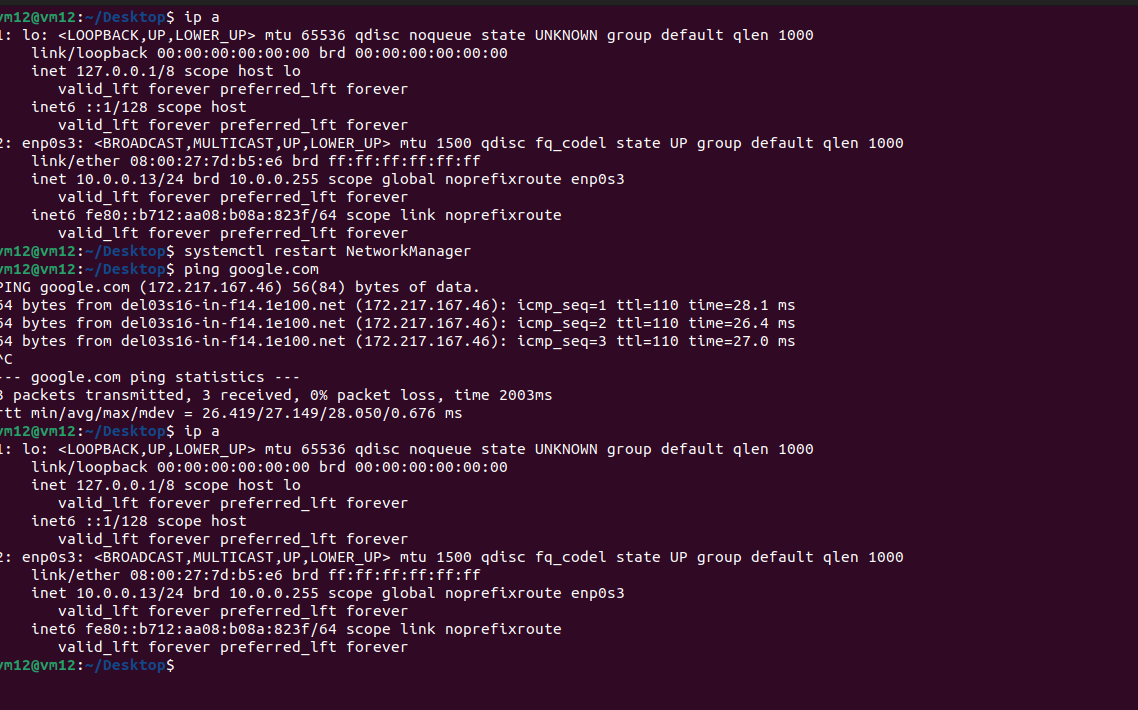 vm12@vm12:~/Desktop$ ip a
1: lo: <LOOPBACK,UP,LOWER_UP> mtu 65536 qdisc noqueue state UNKNOWN group default qlen 1000
    link/loopback 00:00:00:00:00:00 brd 00:00:00:00:00:00
    inet 127.0.0.1/8 scope host lo
       valid_lft forever preferred_lft forever
    inet6 ::1/128 scope host
       valid_lft forever preferred_lft forever
2: enp0s3: <BROADCAST,MULTICAST,UP,LOWER_UP> mtu 1500 qdisc fq_codel state UP group default qlen 1000
    link/ether 08:00:27:7d:b5:e6 brd ff:ff:ff:ff:ff:ff
    inet 10.0.0.13/24 brd 10.0.0.255 scope global noprefixroute enp0s3
       valid_lft forever preferred_lft forever
    inet6 fe80::b712:aa08:b08a:823f/64 scope link noprefixroute
       valid_lft forever preferred_lft forever
vm12@vm12:~/Desktop$ systemctl restart NetworkManager
vm12@vm12:~/Desktop$ ping google.com
PING google.com (172.217.167.46) 56(84) bytes of data.
64 bytes from del03s16-in-f14.1e100.net (172.217.167.46): icmp_seq=1 ttl=110 time=28.1 ms
64 bytes from del03s16-in-f14.1e100.net (172.217.167.46): icmp_seq=2 ttl=110 time=26.4 ms
64 bytes from del03s16-in-f14.1e100.net (172.217.167.46): icmp_seq=3 ttl=110 time=27.0 ms
^C
--- google.com ping statistics ---
3 packets transmitted, 3 received, 0% packet loss, time 2003ms
rtt min/avg/max/mdev = 26.419/27.149/28.050/0.676 ms
vm12@vm12:~/Desktop$ ip a
1: lo: <LOOPBACK,UP,LOWER_UP> mtu 65536 qdisc noqueue state UNKNOWN group default qlen 1000
    link/loopback 00:00:00:00:00:00 brd 00:00:00:00:00:00
    inet 127.0.0.1/8 scope host lo
       valid_lft forever preferred_lft forever
    inet6 ::1/128 scope host
       valid_lft forever preferred_lft forever
2: enp0s3: <BROADCAST,MULTICAST,UP,LOWER_UP> mtu 1500 qdisc fq_codel state UP group default qlen 1000
    link/ether 08:00:27:7d:b5:e6 brd ff:ff:ff:ff:ff:ff
    inet 10.0.0.13/24 brd 10.0.0.255 scope global noprefixroute enp0s3
       valid_lft forever preferred_lft forever
    inet6 fe80::b712:aa08:b08a:823f/64 scope link noprefixroute
       valid_lft forever preferred_lft forever
vm12@vm12:~/Desktop$